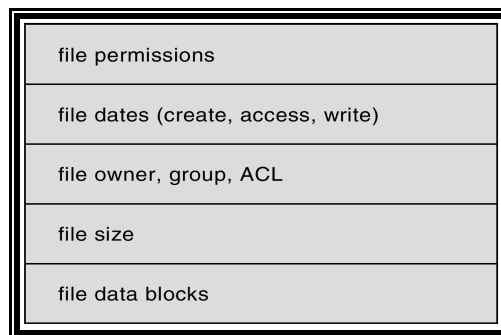 file permissions
file dates (create, access, write)
file owner, group, ACL
file size
file data blocks